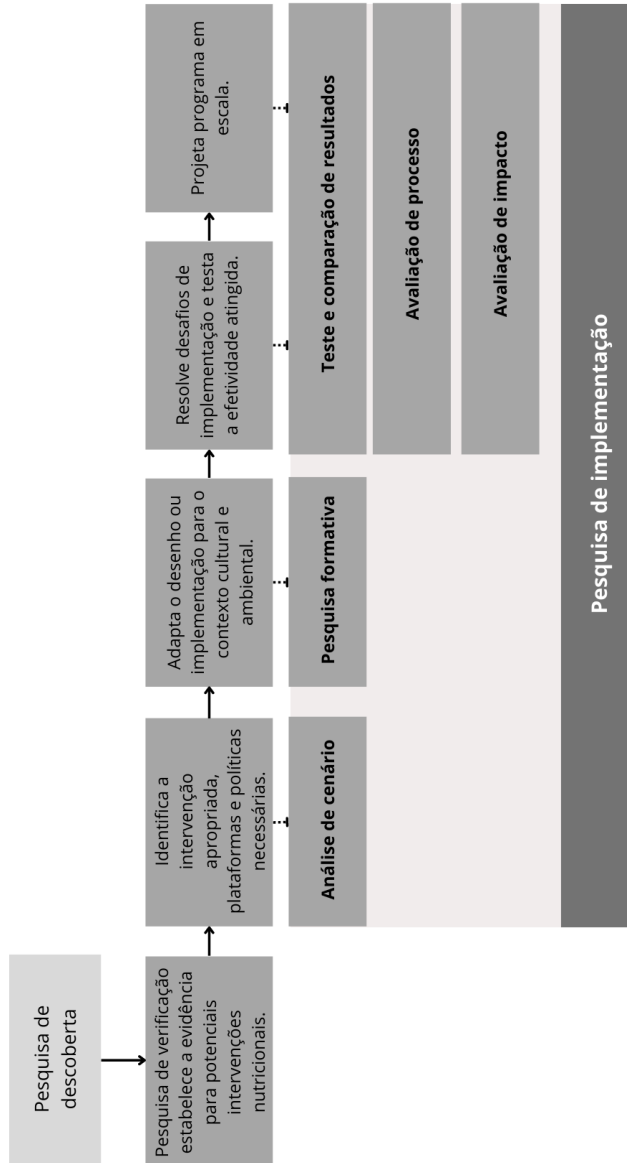 Pesquisa de
descoberta
Pesquisa de verificação
estabelece a evidência
para potenciais
intervenções
nutricionais.
Identifica a
intervenção
apropriada,
plataformas e políticas
necessárias.
Adapta o desenho ou
implementação para o
contexto cultural e
ambiental.
Resolve desafios de
implementação e testa
a efetividade atingida.
Projeta programa em
escala.
Análise de cenário
Pesquisa formativa
Teste e comparação de resultados
Avaliação de processo
Avaliação de impacto
Pesquisa de implementação